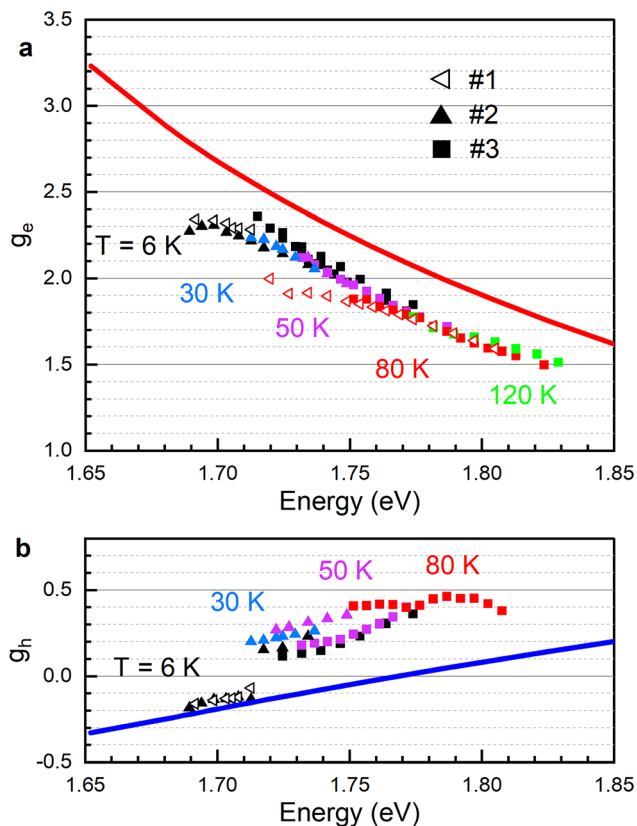 a
3.5
3.0
2.5
2.0
1.5
1.0
g_e
#1
#2
#3
T = 6 K
30 K
50 K
80 K
120 K
1.65 1.70 1.75 1.80 1.85
Energy (eV)
b
0.5
0.0
-0.5
g_h
50 K
80 K
30 K
T = 6 K
1.65 1.70 1.75 1.80 1.85
Energy (eV)